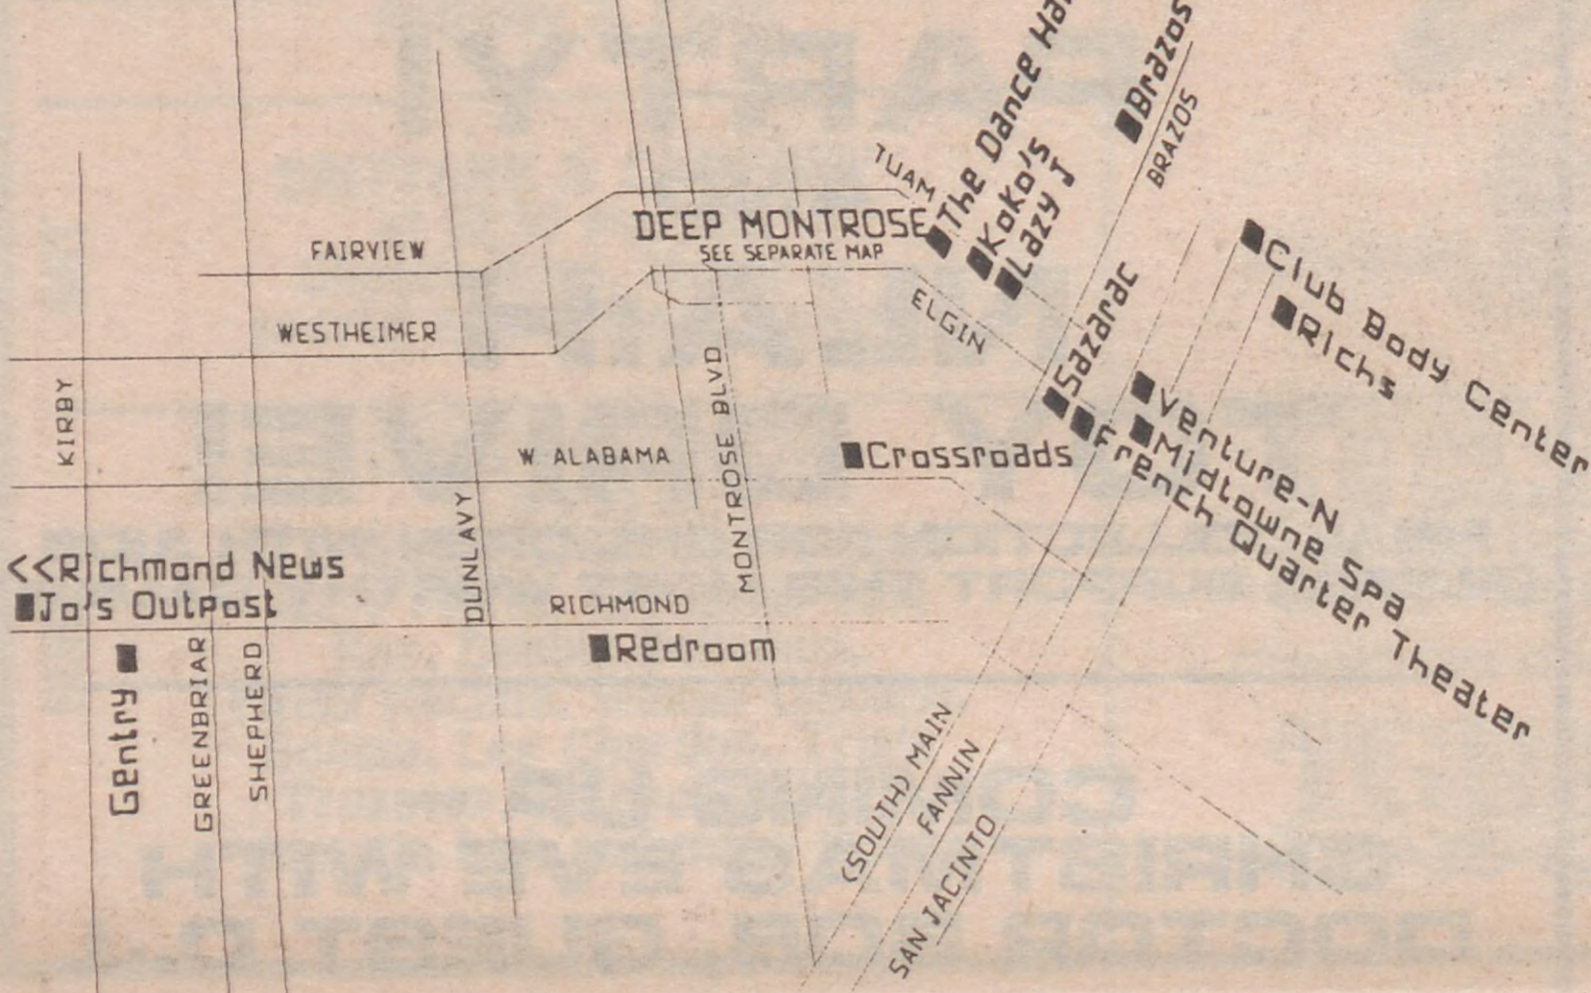 The Dance
Koko's
Lazy J
Brazos
BRAZOS
TUAM
DEEP MONTROSE
SEE SEPARATE MAP
FAIRVIEW
WESTHEIMER
ELGIN
Sazarac
Club Body Center
Richs
KIRBY
MONTROSE BLVD
W ALABAMA
Crossroads
Venture-N
Midtowne Spa
French Quarter Theater
DUNLAVY
<<Richmond News
Jo's Outpost
RICHMOND
Redroom
Gentry
GREENBRIAR
SHEPHERD
(SOUTH) MAIN
FANNIN
SAN JACINTO